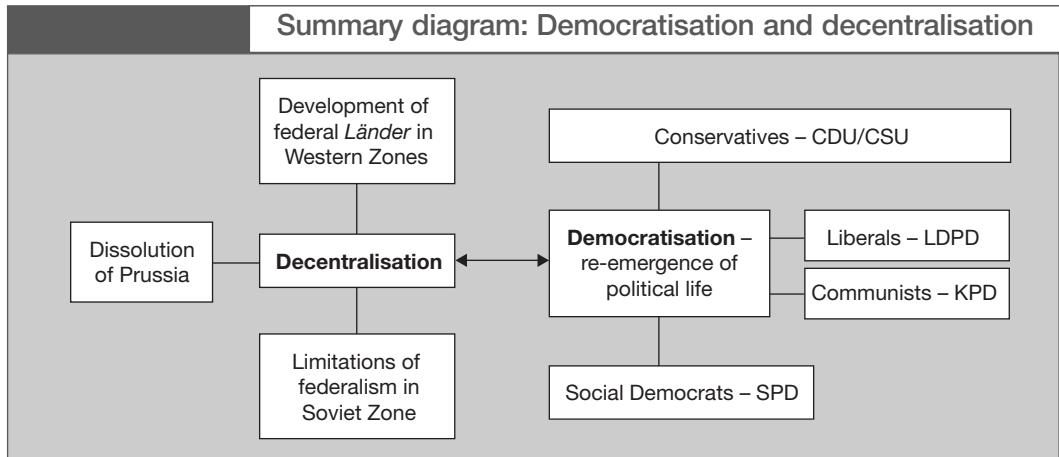 Summary diagram: Democratisation and decentralisation
Development of
federal Länder in
Western Zones
Dissolution
of Prussia
Decentralisation
Limitations of
federalism in
Soviet Zone
Conservatives – CDU/CSU
Democratisation –
re-emergence of
political life
Liberals – LDPD
Communists – KPD
Social Democrats – SPD